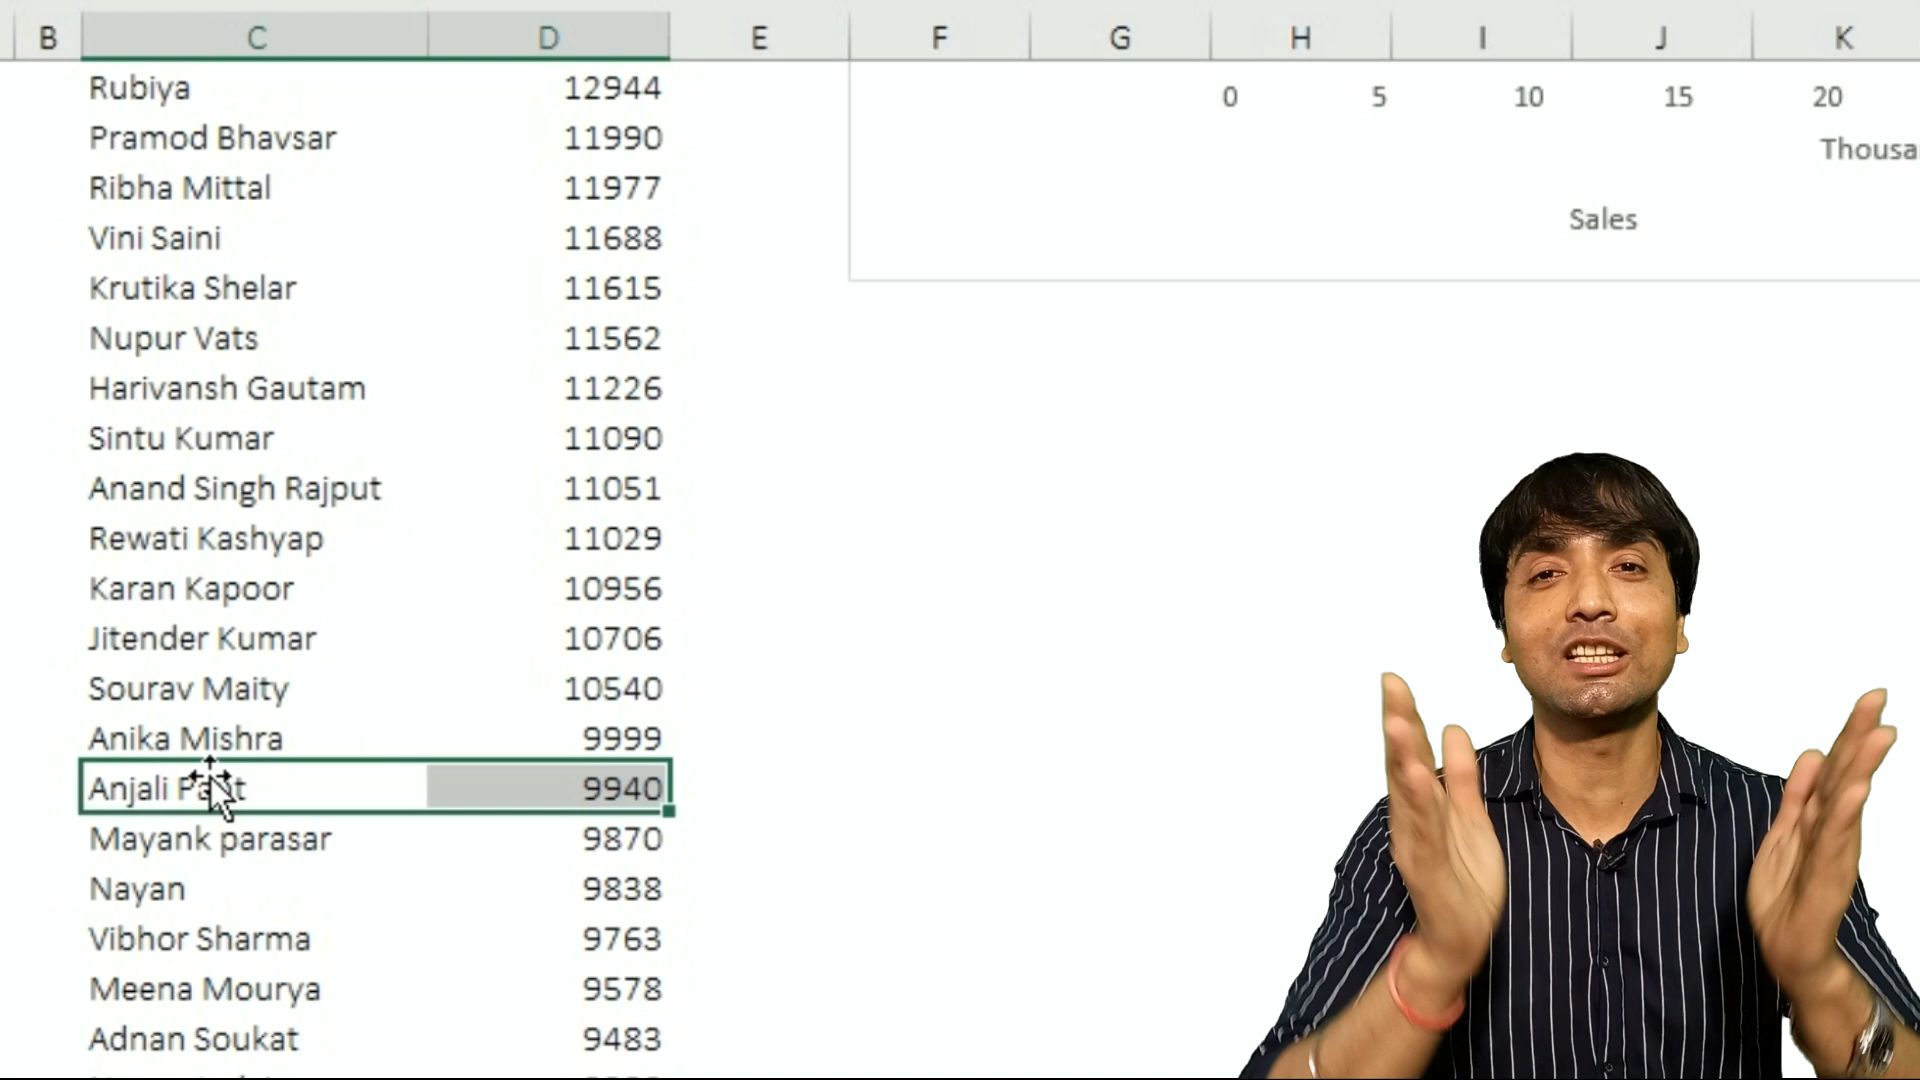 B C D E F G H I J K
Rubiya 12944
Pramod Bhavsar 11990
Ribha Mittal 11977
Vini Saini 11688
Krutika Shelar 11615
Nupur Vats 11562
Harivansh Gautam 11226
Sintu Kumar 11090
Anand Singh Rajput 11051
Rewati Kashyap 11029
Karan Kapoor 10956
Jitender Kumar 10706
Sourav Maity 10540
Anika Mishra 9999
Anjali 9940
Mayank parasar 9870
Nayan 9838
Vibhor Sharma 9763
Meena Mourya 9578
Adnan Soukat 9483
0 5 10 15 20
Thousa
Sales